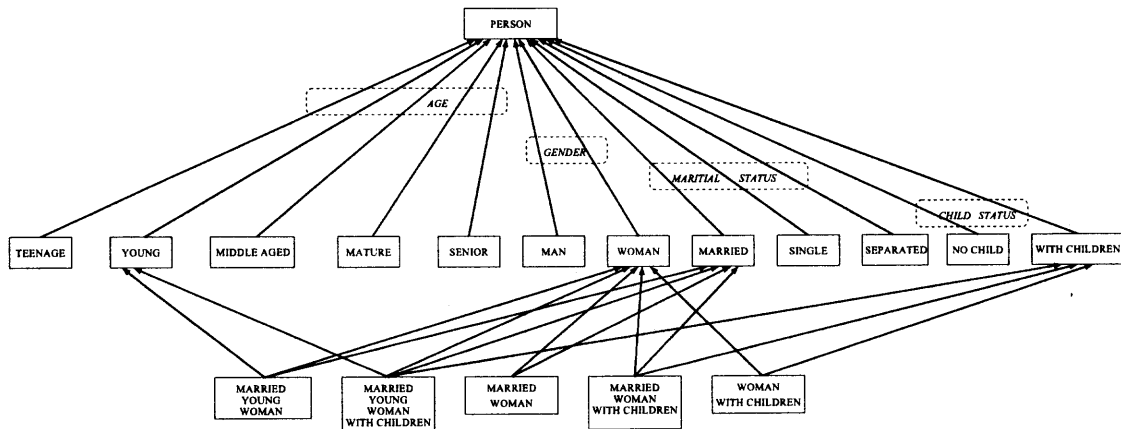 PERSON
AGE
GENDER
MARITIAL STATUS
CHILD STATUS
TEENAGE
YOUNG
MIDDLE AGED
MATURE
SENIOR
MAN
WOMAN
MARRIED
SINGLE
SEPARATED
NO CHILD
WITH CHILDREN
MARRIED
YOUNG
WOMAN
MARRIED
YOUNG
WOMAN
WITH CHILDREN
MARRIED
WOMAN
MARRIED
WOMAN
WITH CHILDREN
WOMAN
WITH CHILDREN